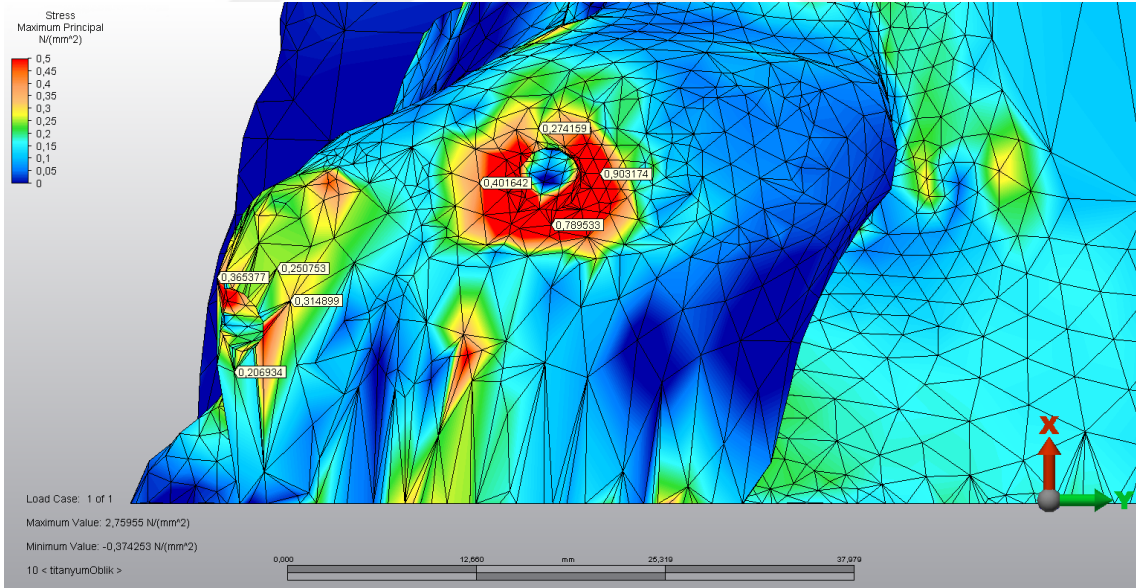 Stress
Maximum Principal
N/(mm^2)
0,5
0,45
0,4
0,35
0,3
0,25
0,2
0,15
0,1
0,05
0
0,274159
0,401642
0,903174
0,789533
0,365377
0,250753
0,314899
0,206934
X
Y
Load Case: 1 of 1
Maximum Value: 2,75955 N/(mm^2)
Minimum Value: -0,374253 N/(mm^2)
10 < titanyumOblik >
0,000 12,660 mm 25,319 37,979